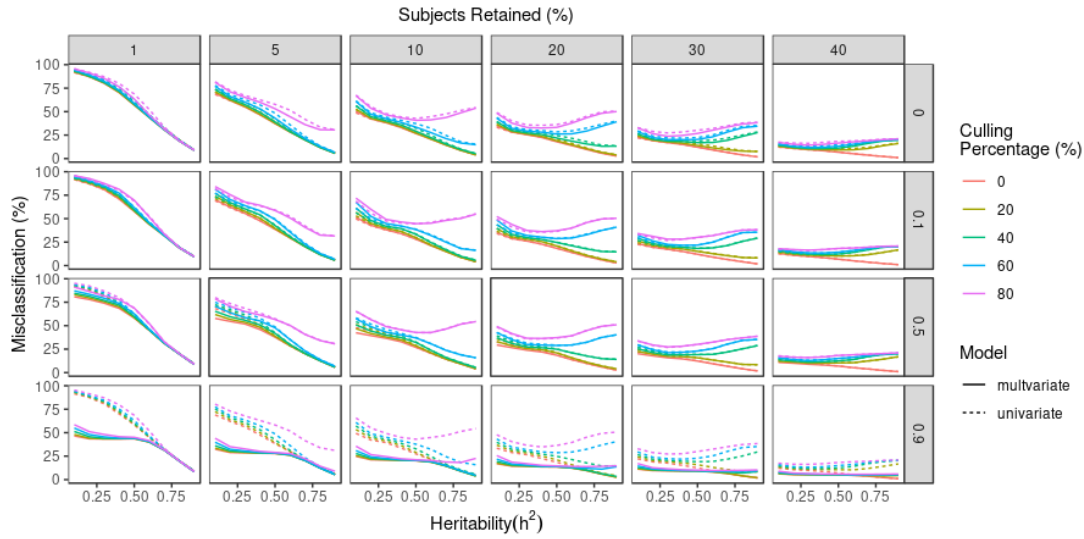 Subjects Retained (%)
1 5 10 20 30 40
100
75
50
25
0
0
100
75
50
25
0
0.1
100
75
50
25
0
0.5
100
75
50
25
0
0.9
Misclassification (%)
0.25 0.50 0.75 0.25 0.50 0.75 0.25 0.50 0.75 0.25 0.50 0.75 0.25 0.50 0.75 0.25 0.50 0.75
Heritability(h²)
Culling
Percentage (%)
0
20
40
60
80
Model
multvariate
univariate